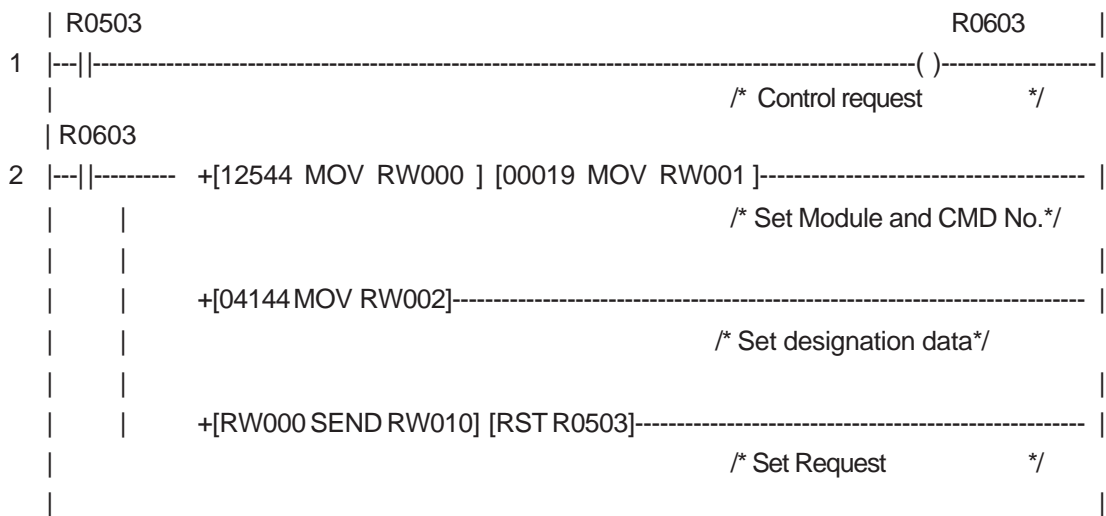 | R0503 R0603 |
1 |---||-----------------------------------------------------------------------------------------------------( )-------------------|
| /* Control request */
| R0603
2 |---||---------- +[12544 MOV RW000 ] [00019 MOV RW001 ]-------------------------------------- |
| | /* Set Module and CMD No.*/
| | |
| | +[04144 MOV RW002]----------------------------------------------------------------------------- |
| | /* Set designation data*/
| | |
| | +[RW000 SEND RW010] [RST R0503]------------------------------------------------------- |
| /* Set Request */
| |